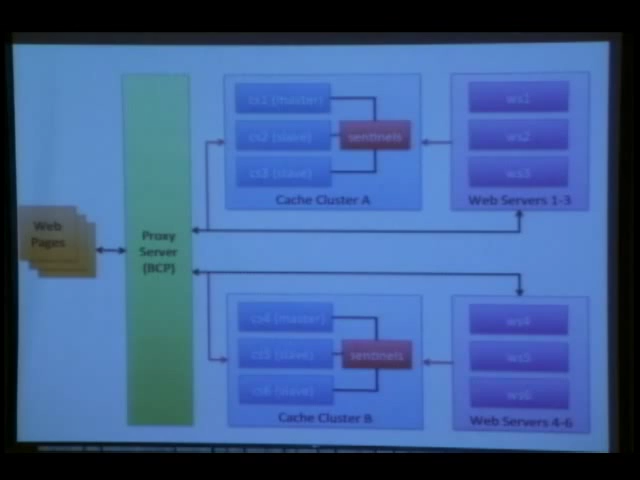 Web
Pages
Proxy
Server
(BCP)
cs1 (master)
cs2 (slave)
cs3 (slave)
sentinels
Cache Cluster A
ws1
ws2
ws3
Web Servers 1-3
cs4 (master)
cs5 (slave)
cs6 (slave)
sentinels
Cache Cluster B
ws4
ws5
ws6
Web Servers 4-6